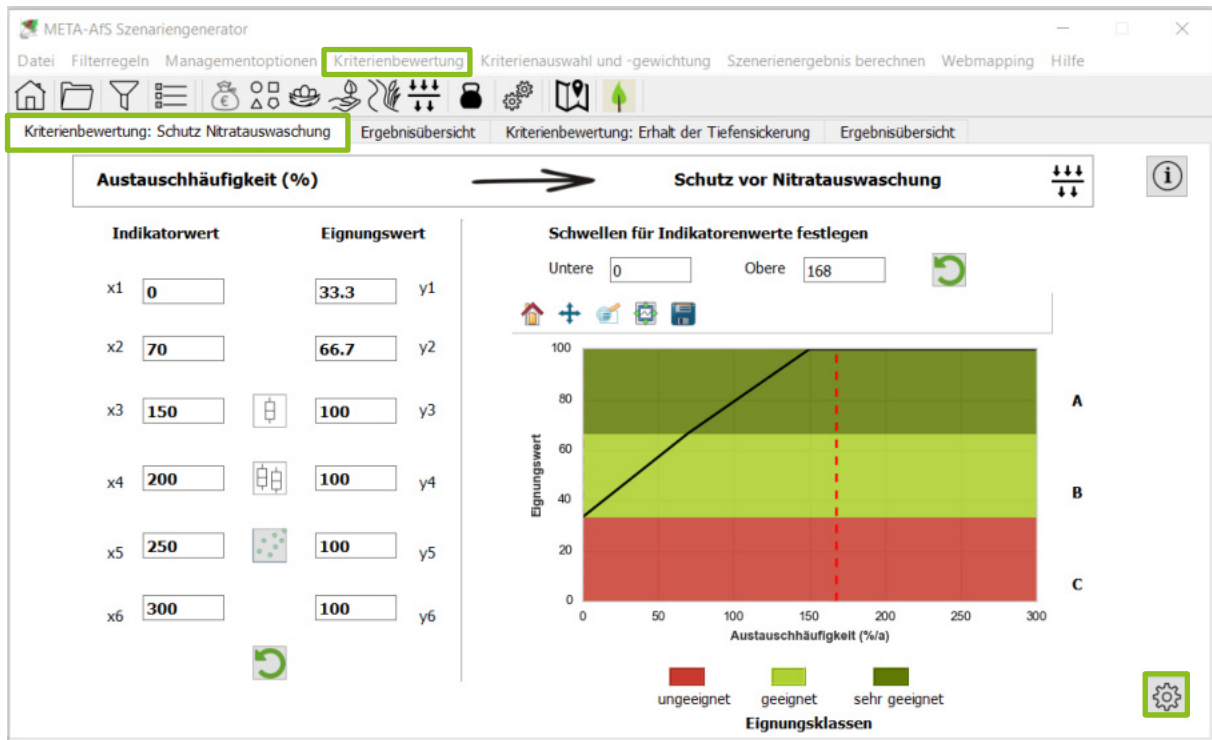 META-AfS Szenariengenerator
Datei Filterregeln Managementoptionen Kriterienbewertung Kriterienauswahl und -gewichtung Szenerienergebnis berechnen Webmapping Hilfe
Kriterienbewertung: Schutz Nitratauswaschung Ergebnisübersicht Kriterienbewertung: Erhalt der Tiefensickerung Ergebnisübersicht
Austauschhäufigkeit (%) Schutz vor Nitratauswaschung
Indikatorwert Eignungswert
x1 0 33.3 y1
x2 70 66.7 y2
x3 150 100 y3
x4 200 100 y4
x5 250 100 y5
x6 300 100 y6
Schwellen für Indikatorenwerte festlegen
Untere 0 Obere 168
100
80
60
40
20
0
Eignungswert
A
B
C
0 50 100 150 200 250 300
Austauschhäufigkeit (%/a)
ungeeignet geeignet sehr geeignet
Eignungsklassen